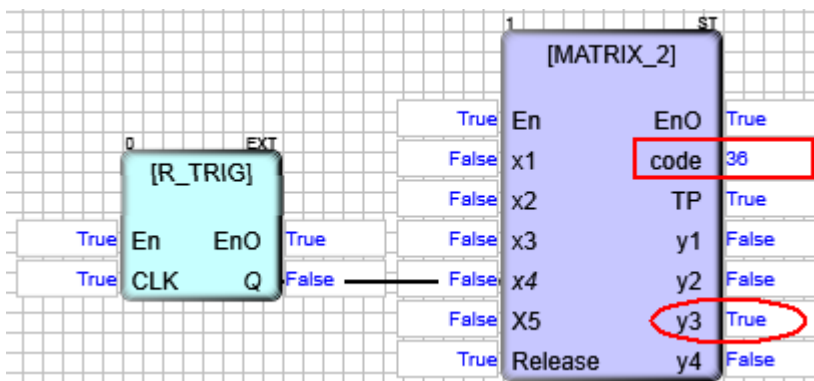 1 ST
[MATRIX_2]
True En EnO True
0 EXT
False x1 code 36
[R_TRIG]
False x2 TP True
True En EnO True
False x3 y1 False
True CLK Q False
False x4 y2 False
False X5 y3 True
True Release y4 False